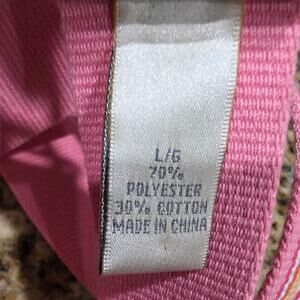 L/G
70%
POLYESTER
30% COTTON
MADE IN CHINA